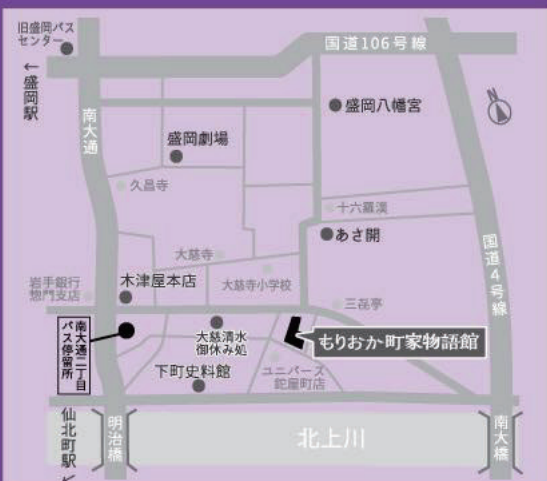 旧盛岡バス
センター
国道106号線
←盛岡駅
N
盛岡八幡宮
南大通
盛岡劇場
久昌寺
十六羅漢
あさ開
大慈寺
国道4号線
岩手銀行
惣門支店
木津屋本店
大慈寺小学校
三寿亭
南大通二丁目
バス停留所
大慈清水
御休み処
もりおか町家物語館
ユニバース
鉈屋町店
下町史料館
仙北町駅
明治橋
北上川
南大橋